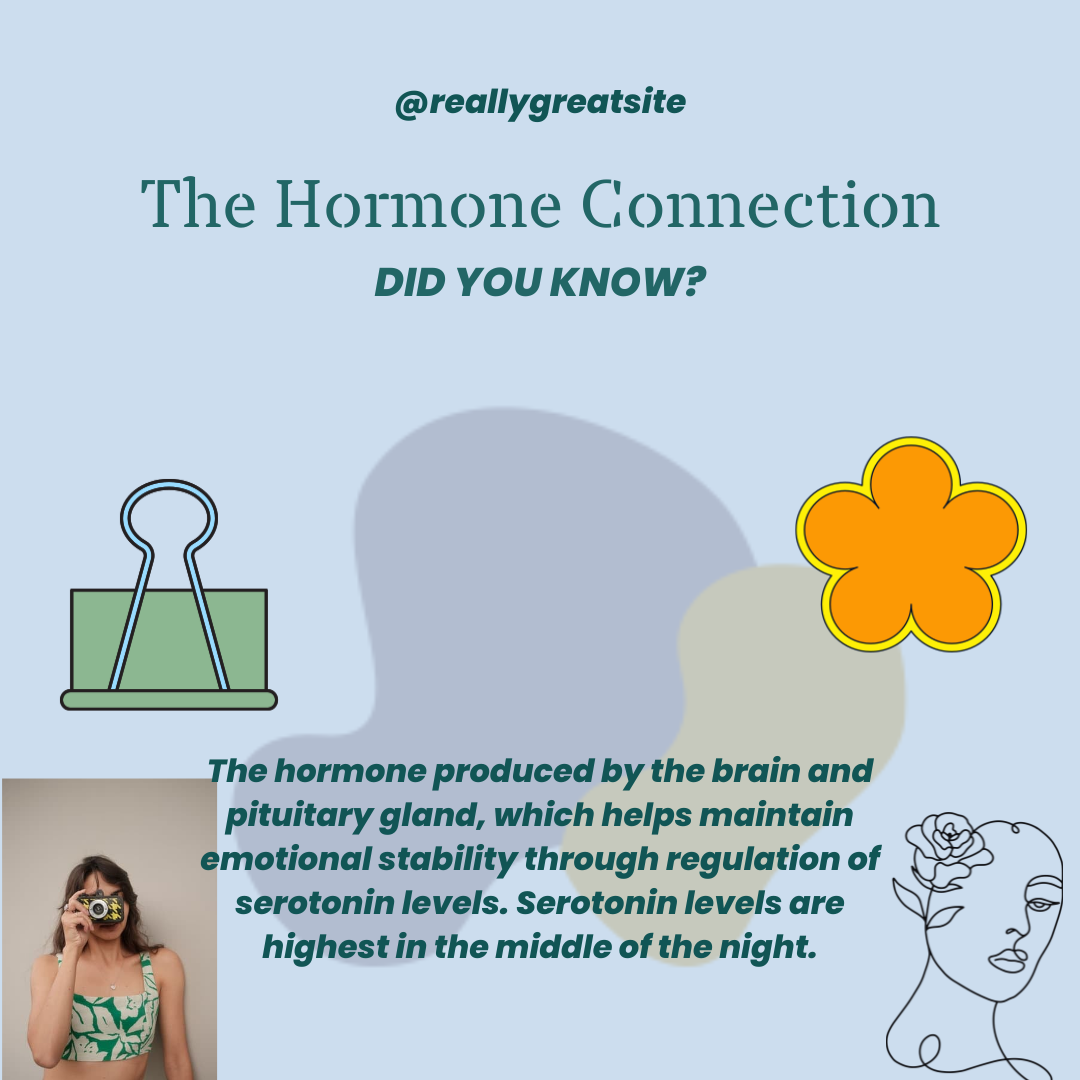 @reallygreatsite
The Hormone Connection
DID YOU KNOW?
The hormone produced by the brain and
pituitary gland, which helps maintain
emotional stability through regulation of
serotonin levels. Serotonin levels are
highest in the middle of the night.